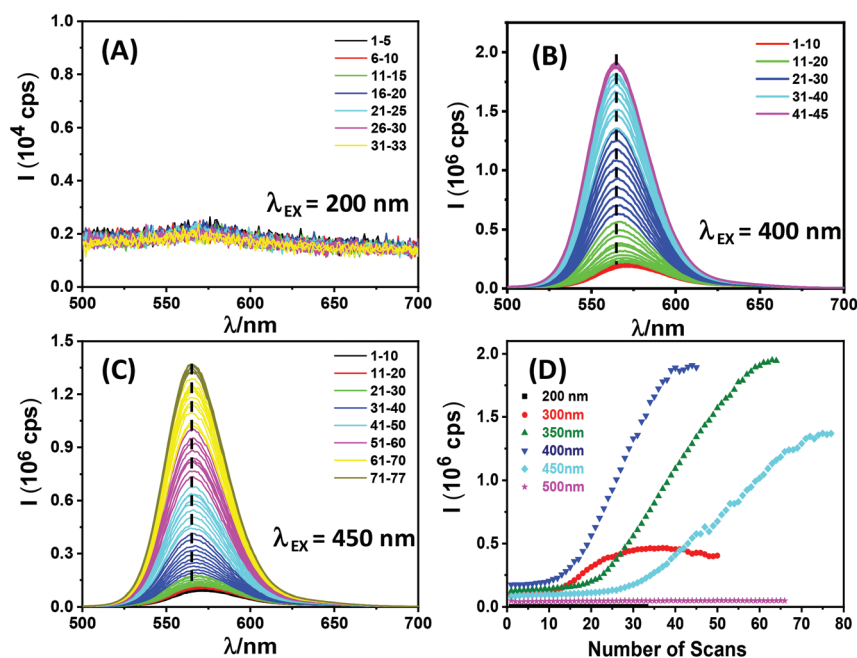 (A)
I (10⁴ cps)
1.0
0.8
0.6
0.4
0.2
0.0
1-5
6-10
11-15
16-20
21-25
26-30
31-33
λEX = 200 nm
500 550 600 650 700
λ/nm
(B)
I (10⁶ cps)
2.0
1.5
1.0
0.5
0.0
1-10
11-20
21-30
31-40
41-45
λEX = 400 nm
500 550 600 650 700
λ/nm
(C)
I (10⁶ cps)
1.5
1.2
0.9
0.6
0.3
0.0
1-10
11-20
21-30
31-40
41-50
51-60
61-70
71-77
λEX = 450 nm
500 550 600 650 700
λ/nm
(D)
I (10⁶ cps)
2.0
1.5
1.0
0.5
0.0
200 nm
300nm
350nm
400nm
450nm
500nm
0 10 20 30 40 50 60 70 80
Number of Scans